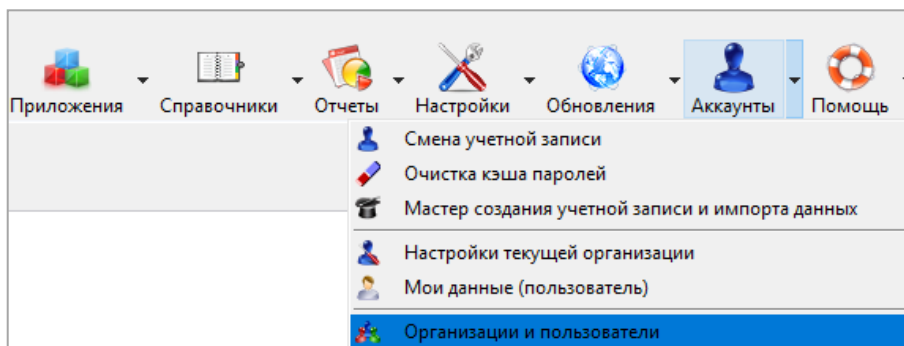 Приложения Справочники Отчеты Настройки Обновления Аккаунты Помощь
Смена учетной записи
Очистка кэша паролей
Мастер создания учетной записи и импорта данных
Настройки текущей организации
Мои данные (пользователь)
Организации и пользователи